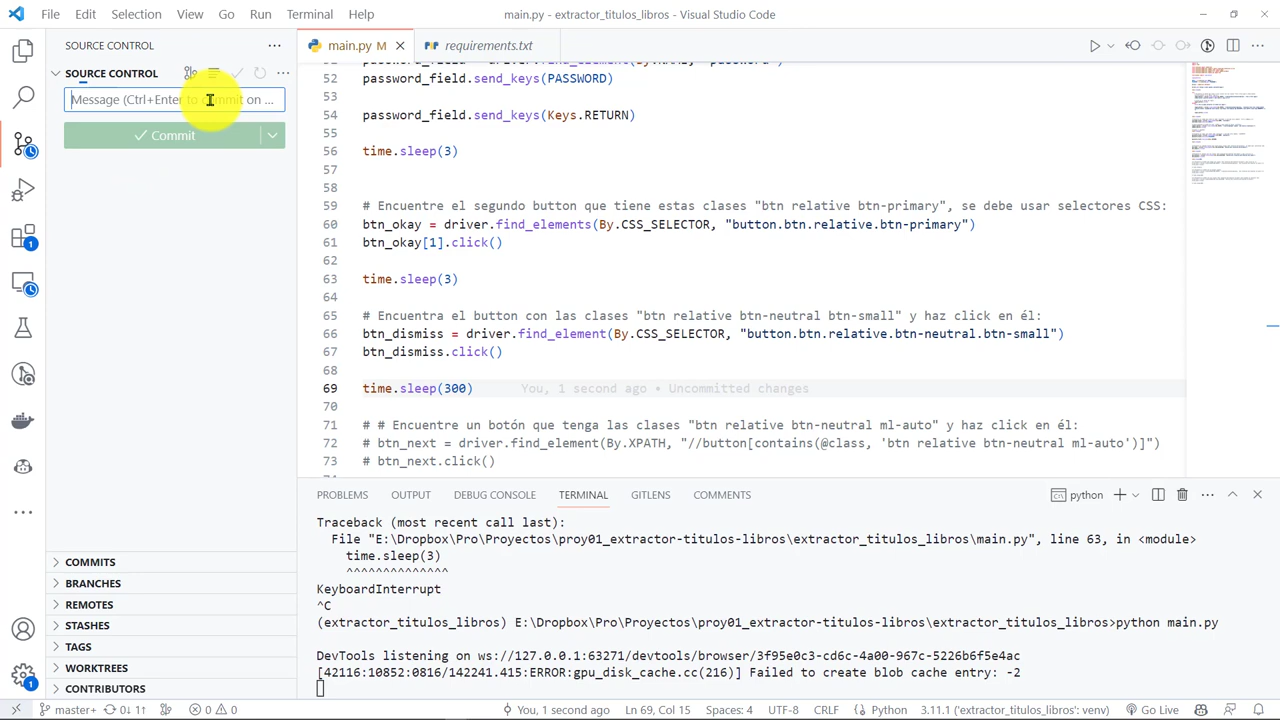 File Edit Selection View Go Run Terminal Help
main.py - extractor_titulos_libros - Visual Studio Code
SOURCE CONTROL
main.py M
requirements.txt
SOURCE CONTROL
Message(Ctrl+Enter to commit on ...
Commit
52 password_field.send_keys(PASSWORD)
53
54
55
56 time.sleep(3)
57
58
59 # Encuentre el segundo button que tiene estas clases "btn relative btn-primary", se debe usar selectores CSS:
60 btn_okay = driver.find_elements(By.CSS_SELECTOR, "button.btn.relative.btn-primary")
61 btn_okay[1].click()
62
63 time.sleep(3)
64
65 # Encuentra el button con las clases "btn relative btn-neutral btn-small" y haz click en él:
66 btn_dismiss = driver.find_element(By.CSS_SELECTOR, "button.btn.relative.btn-neutral.btn-small")
67 btn_dismiss.click()
68
69 time.sleep(300) You, 1 second ago • Uncommitted changes
70
71 # # Encuentre un botón que tenga las clases "btn relative btn-neutral ml-auto" y haz click en él:
72 # btn_next = driver.find_element(By.XPATH, "//button[contains(@class, 'btn relative btn-neutral ml-auto')]")
73 # btn_next.click()
PROBLEMS OUTPUT DEBUG CONSOLE TERMINAL GITLENS COMMENTS
python
Traceback (most recent call last):
File "E:\Dropbox\Pro\Proyectos\proy01_extractor-titulos-libros\extractor_titulos_libros\main.py", line 63, in <module>
time.sleep(3)
^^^^^^^^^^^^^
KeyboardInterrupt
^C
(extractor_titulos_libros) E:\Dropbox\Pro\Proyectos\proy01_extractor-titulos-libros\extractor_titulos_libros>python main.py
DevTools listening on ws://127.0.0.1:63271/devtools/browser/3f95e0c3-cd6c-4a00-967c-5226b6f5e4ac
[42116:10852:0816/142241.415:ERROR:gpu_disk_cache.cc(216)] Failed to create blob cache entry: -2
COMMITS
BRANCHES
REMOTES
STASHES
TAGS
WORKTREES
CONTRIBUTORS
1
1
1
master+ 0↓ 1↑ 0 0 You, 1 second ago Ln 69, Col 15 Spaces: 4 UTF-8 CRLF Python 3.11.1 ('extractor_titulos_libros': venv) Go Live